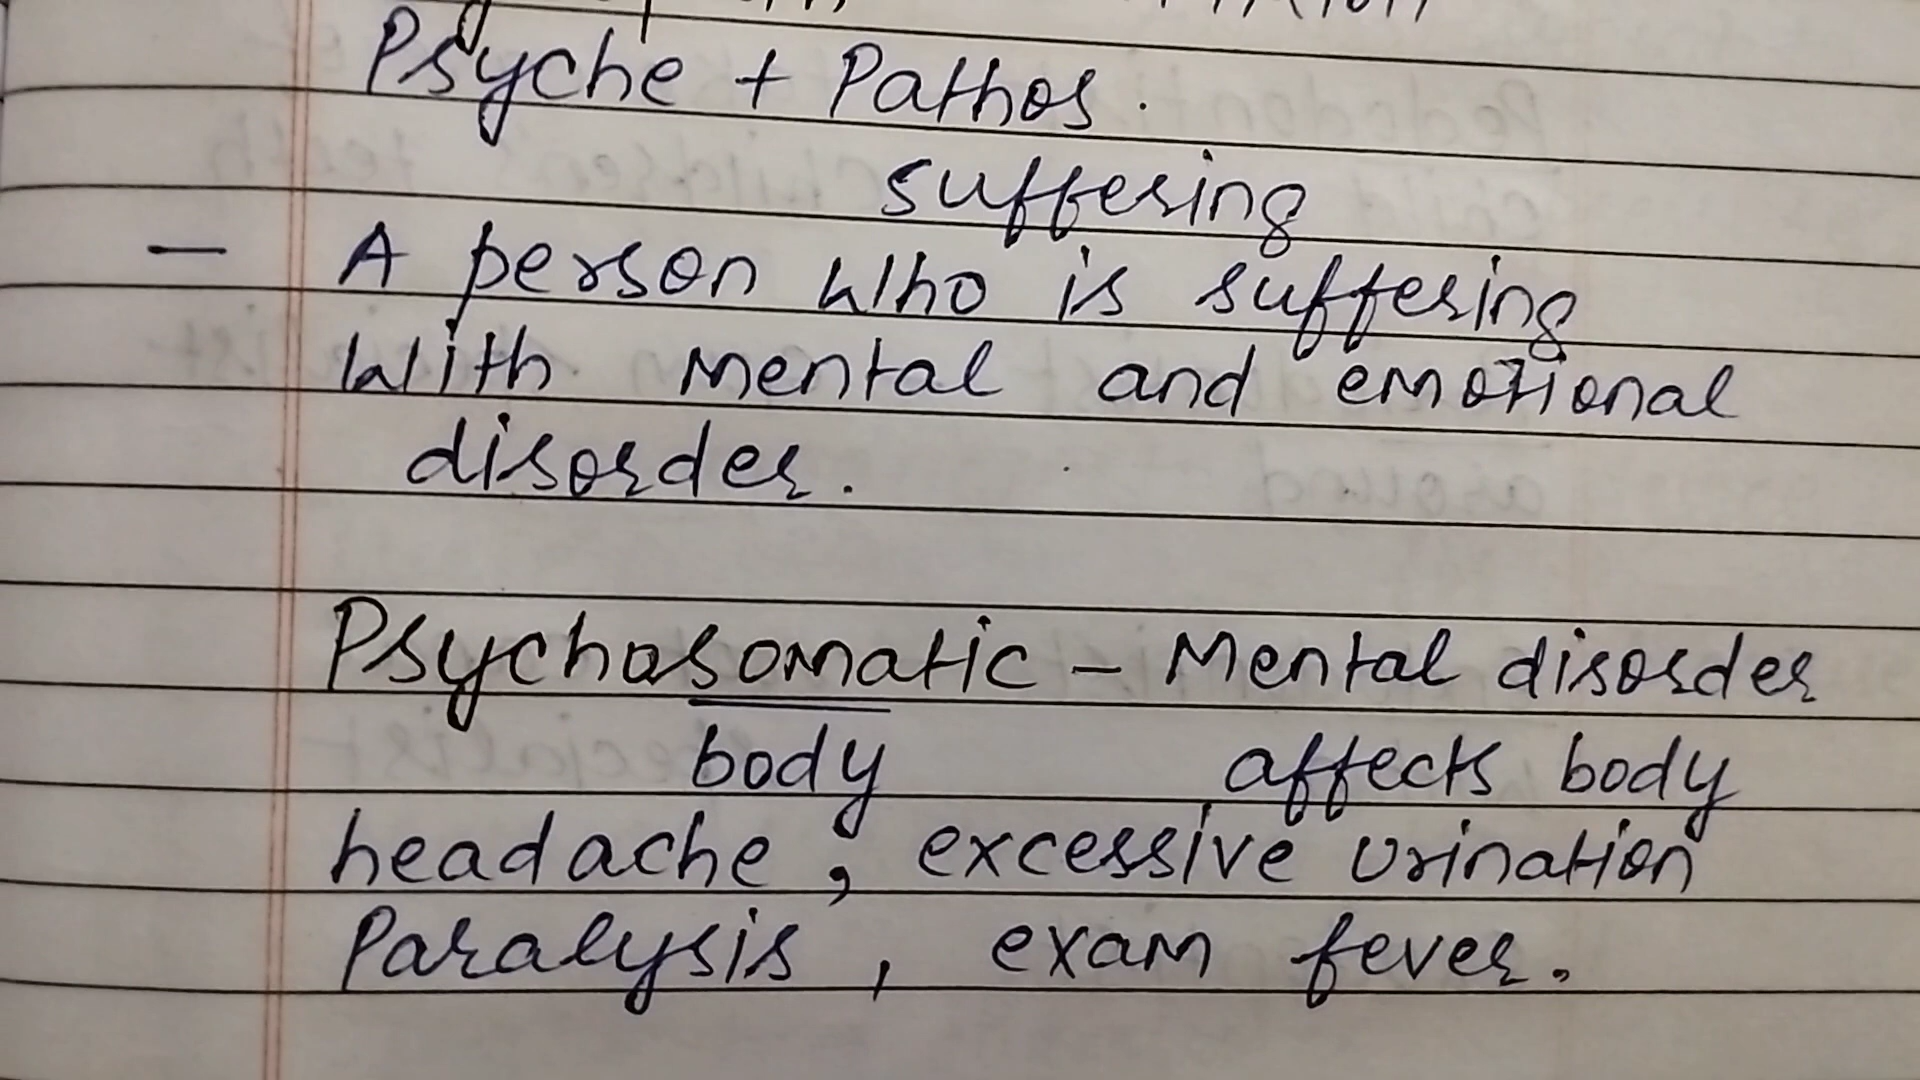 Psyche + Pathos.
suffering
- A person who is suffering
with mental and emotional
disorder.
Psychosomatic - Mental disorder
body affects body
headache, excessive urination
Paralysis, exam fever.